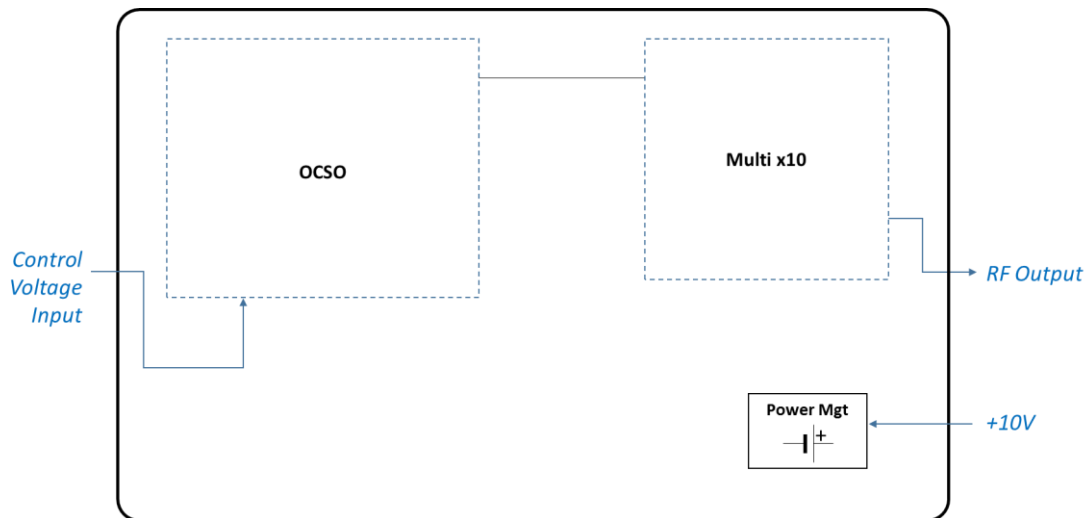 OCSO
Multi x10
Control
Voltage
Input
RF Output
Power Mgt
+
+10V